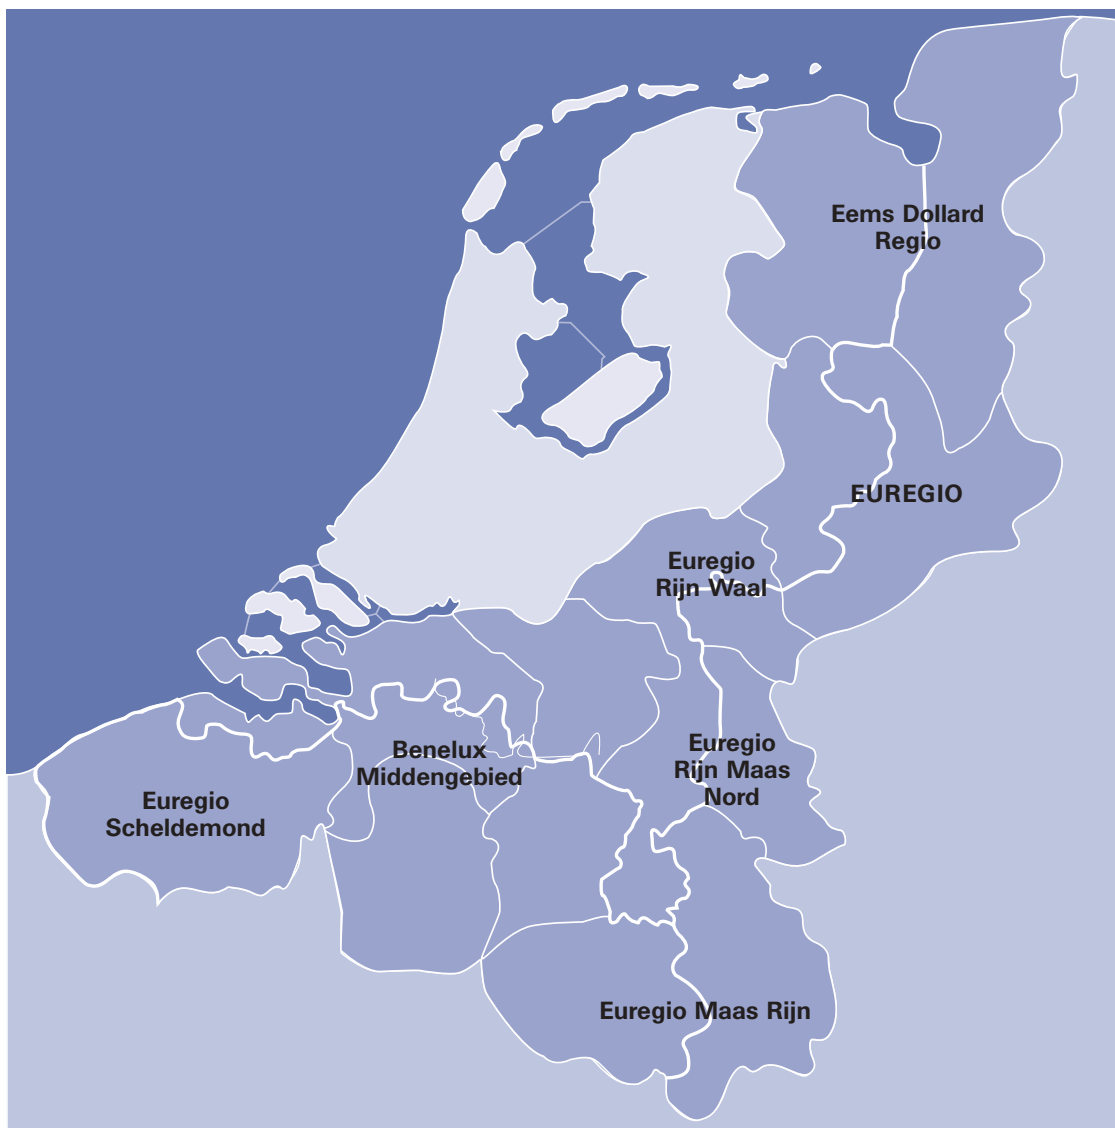 Eems Dollard
Regio
EUREGIO
Euregio
Rijn Waal
Euregio
Rijn Maas
Nord
Benelux
Middengebied
Euregio
Scheldemond
Euregio Maas Rijn